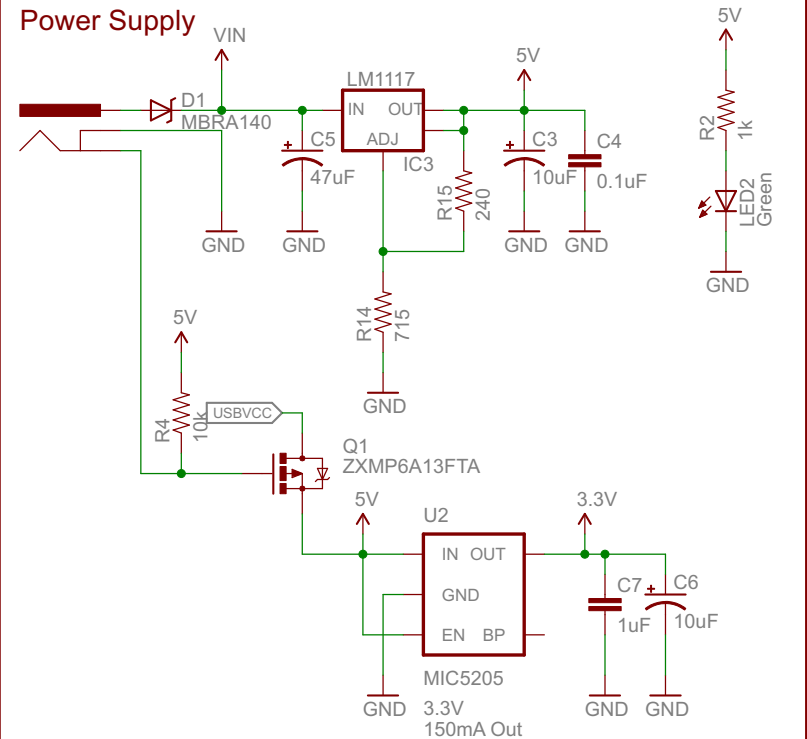 Power Supply
VIN
D1
MBRA140
GND
C5
47uF
GND
LM1117
IN
OUT
ADJ
IC3
R15
240
R14
715
GND
5V
C3
10uF
GND
C4
0.1uF
GND
5V
R2
1k
LED2
Green
GND
5V
R4
10k
USBVCC
Q1
ZXMP6A13FTA
5V
U2
IN
OUT
GND
EN
BP
MIC5205
GND
3.3V
150mA Out
3.3V
C7
1uF
GND
C6
10uF
GND